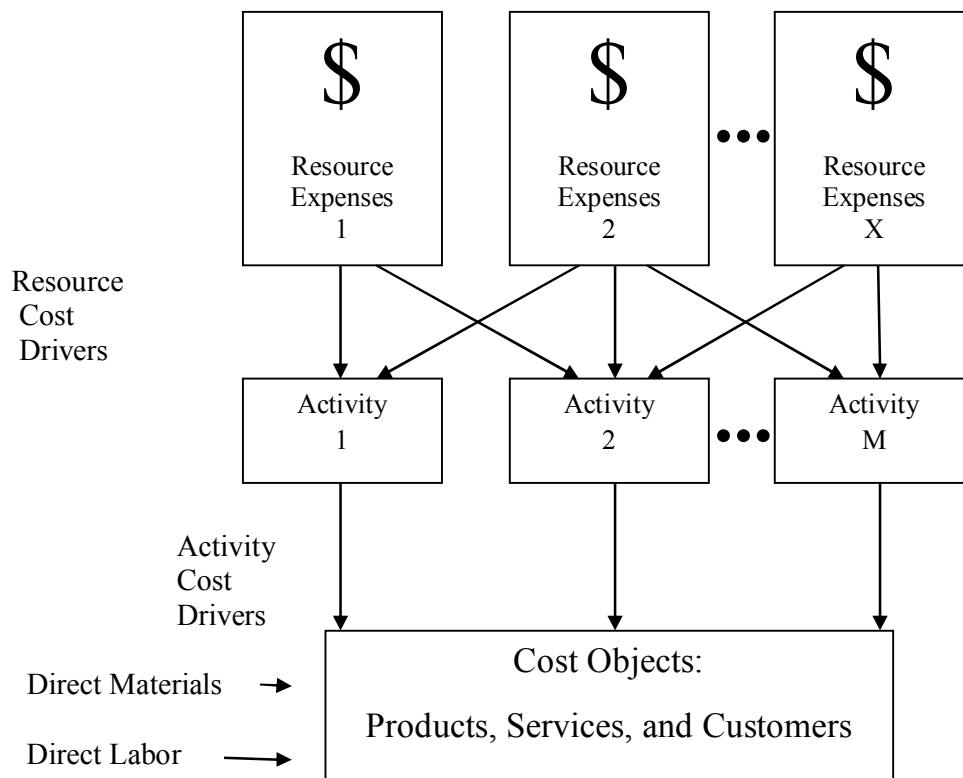 $
Resource
Expenses
1
$
Resource
Expenses
2
•••
$
Resource
Expenses
X
Resource
Cost
Drivers
Activity
1
Activity
2
•••
Activity
M
Activity
Cost
Drivers
Cost Objects:
Products, Services, and Customers
Direct Materials
Direct Labor